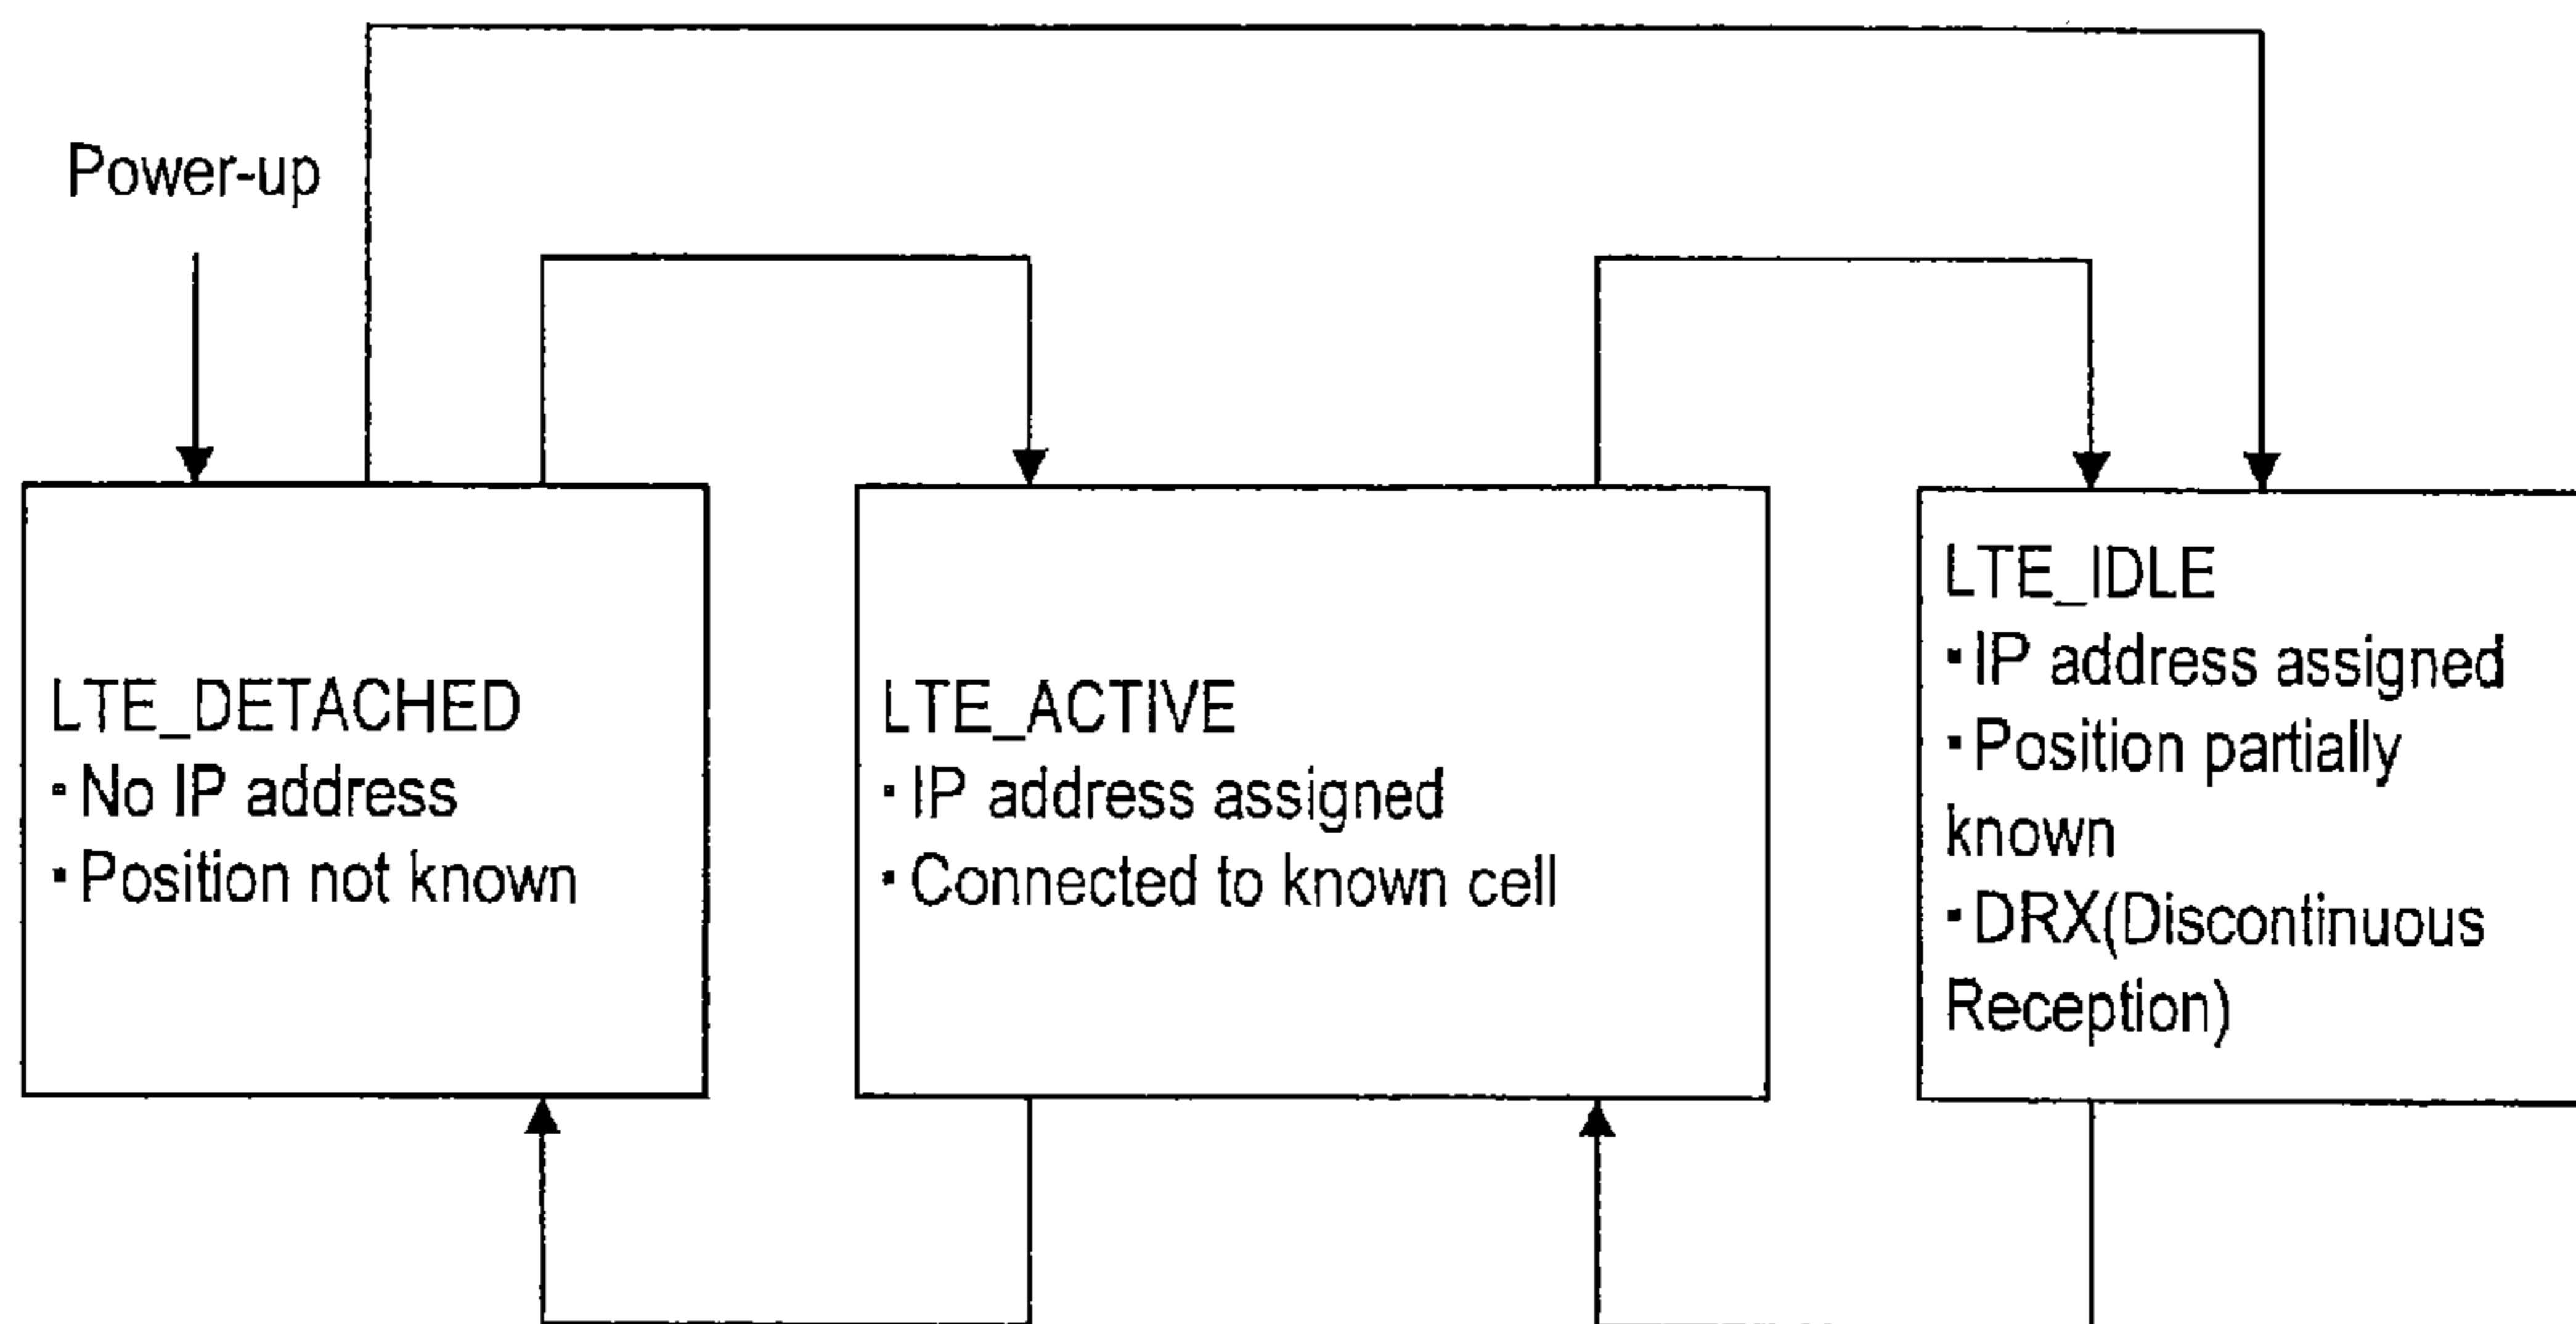 Power-up
LTE_DETACHED
▪No IP address
▪Position not known
LTE_ACTIVE
▪IP address assigned
▪Connected to known cell
LTE_IDLE
▪IP address assigned
▪Position partially
known
▪DRX(Discontinuous
Reception)